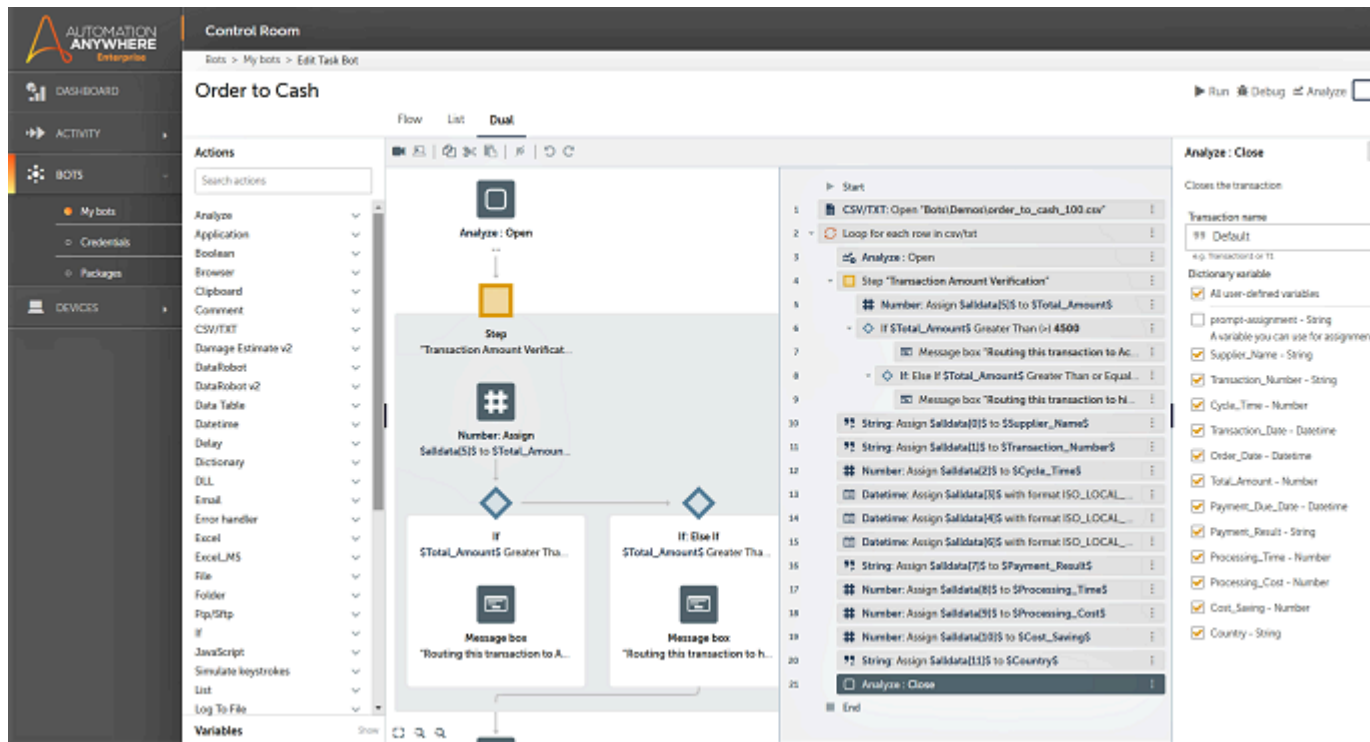 AUTOMATION
ANYWHERE
Enterprise
Control Room
Bots > My bots > Edit Task Bot
DASHBOARD
ACTIVITY
BOTS
My bots
Credentials
Packages
DEVICES
Order to Cash
Run Debug Analyze
Flow List Dual
Actions
Search actions
Analyze
Application
Boolean
Browser
Clipboard
Comment
CSV/TXT
Damage Estimate v2
DataRobot
DataRobot v2
Data Table
Datetime
Delay
Dictionary
DLL
Email
Error handler
Excel
Excel_MS
File
Folder
Ftp/Sftp
If
JavaScript
Simulate keystrokes
List
Log To File
Variables Show
Analyze : Open
Step
"Transaction Amount Verificat...
Number: Assign
$alldata[5]$ to $Total_Amoun...
If
$Total_Amount$ Greater Tha...
If: Else If
$Total_Amount$ Greater Tha...
Message box
"Routing this transaction to A...
Message box
"Routing this transaction to h...
Start
1 CSV/TXT: Open "Bots\Demos\order_to_cash_100.csv"
2 Loop for each row in csv/txt
3 Analyze : Open
4 Step "Transaction Amount Verification"
5 Number: Assign $alldata[5]$ to $Total_Amount$
6 If $Total_Amount$ Greater Than (>) 4500
7 Message box "Routing this transaction to Ac...
8 If: Else If $Total_Amount$ Greater Than or Equal...
9 Message box "Routing this transaction to hi...
10 String: Assign $alldata[0]$ to $Supplier_Name$
11 String: Assign $alldata[1]$ to $Transaction_Number$
12 Number: Assign $alldata[2]$ to $Cycle_Time$
13 Datetime: Assign $alldata[3]$ with format ISO_LOCAL_...
14 Datetime: Assign $alldata[4]$ with format ISO_LOCAL_...
15 Datetime: Assign $alldata[6]$ with format ISO_LOCAL_...
16 String: Assign $alldata[7]$ to $Payment_Result$
17 Number: Assign $alldata[8]$ to $Processing_Time$
18 Number: Assign $alldata[9]$ to $Processing_Cost$
19 Number: Assign $alldata[10]$ to $Cost_Saving$
20 String: Assign $alldata[11]$ to $Country$
21 Analyze : Close
End
Analyze : Close
Closes the transaction
Transaction name
Default
e.g. Transaction1 or T1
Dictionary variable
All user-defined variables
prompt-assignment - String
A variable you can use for assignmen
Supplier_Name - String
Transaction_Number - String
Cycle_Time - Number
Transaction_Date - Datetime
Order_Date - Datetime
Total_Amount - Number
Payment_Due_Date - Datetime
Payment_Result - String
Processing_Time - Number
Processing_Cost - Number
Cost_Saving - Number
Country - String